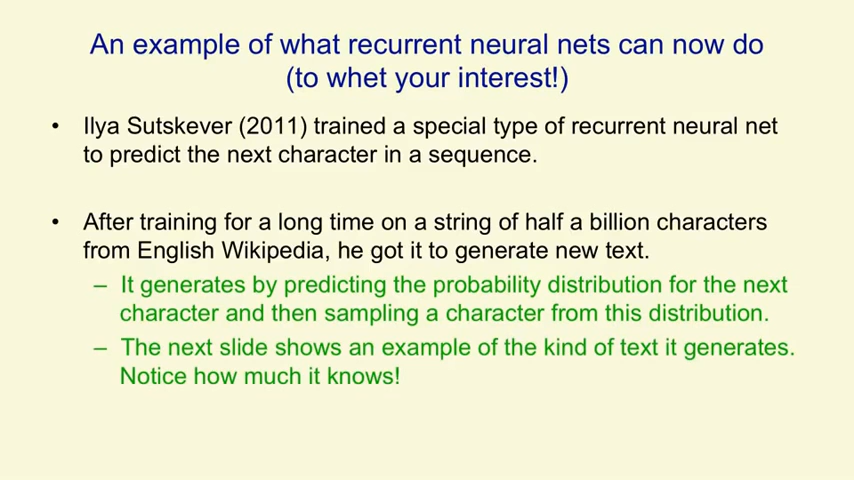 An example of what recurrent neural nets can now do
(to whet your interest!)
• Ilya Sutskever (2011) trained a special type of recurrent neural net
to predict the next character in a sequence.
• After training for a long time on a string of half a billion characters
from English Wikipedia, he got it to generate new text.
– It generates by predicting the probability distribution for the next
character and then sampling a character from this distribution.
– The next slide shows an example of the kind of text it generates.
Notice how much it knows!